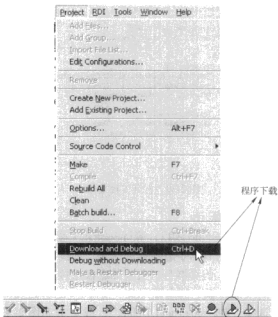 Project RDI Tools Window Help
Add Files...
Add Group...
Import File List...
Edit Configurations...
Remove
Create New Project...
Add Existing Project...
Options... Alt+F7
Source Code Control
Make F7
Compile Ctrl+F7
Rebuild All
Clean
Batch build... F8
Stop Build Ctrl+Break
Download and Debug Ctrl+D
Debug without Downloading
Make & Restart Debugger
Restart Debugger
程序下载